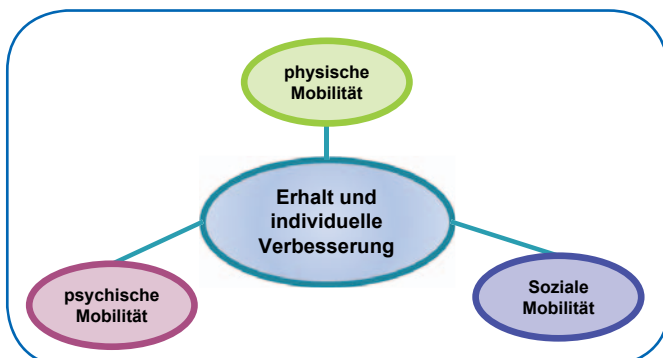 physische
Mobilität
Erhalt und
individuelle
Verbesserung
psychische
Mobilität
Soziale
Mobilität